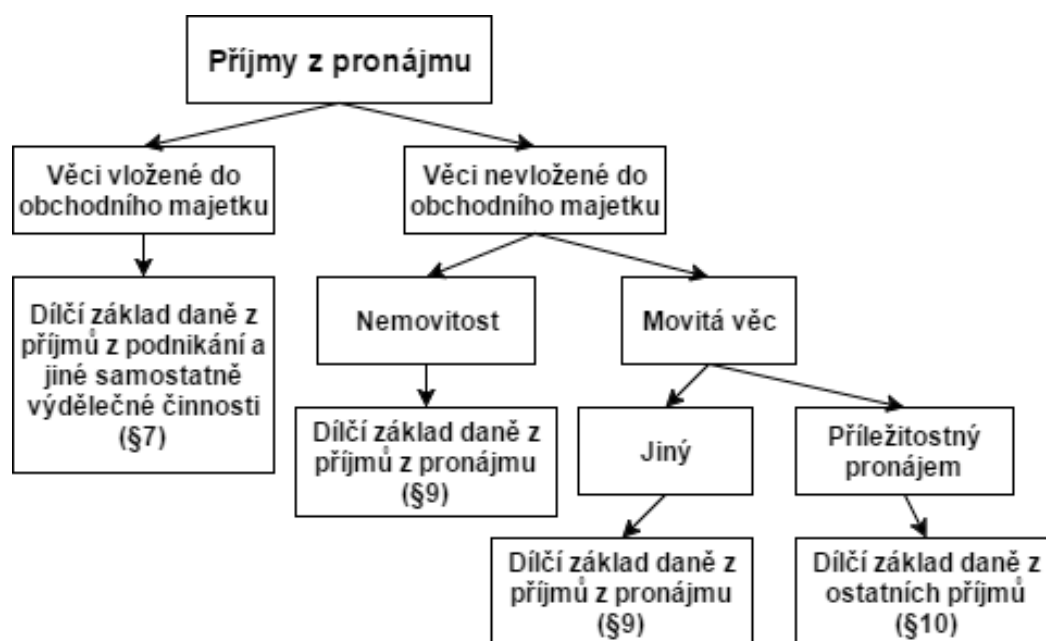 Příjmy z pronájmu
Věci vložené do
obchodního majetku
Věci nevložené do
obchodního majetku
Dílčí základ daně z
příjmů z podnikání a
jiné samostatně
výdělečné činnosti
(§7)
Nemovitost
Movitá věc
Dílčí základ daně z
příjmů z pronájmu
(§9)
Jiný
Příležitostný
pronájem
Dílčí základ daně z
příjmů z pronájmu
(§9)
Dílčí základ daně z
ostatních příjmů
(§10)